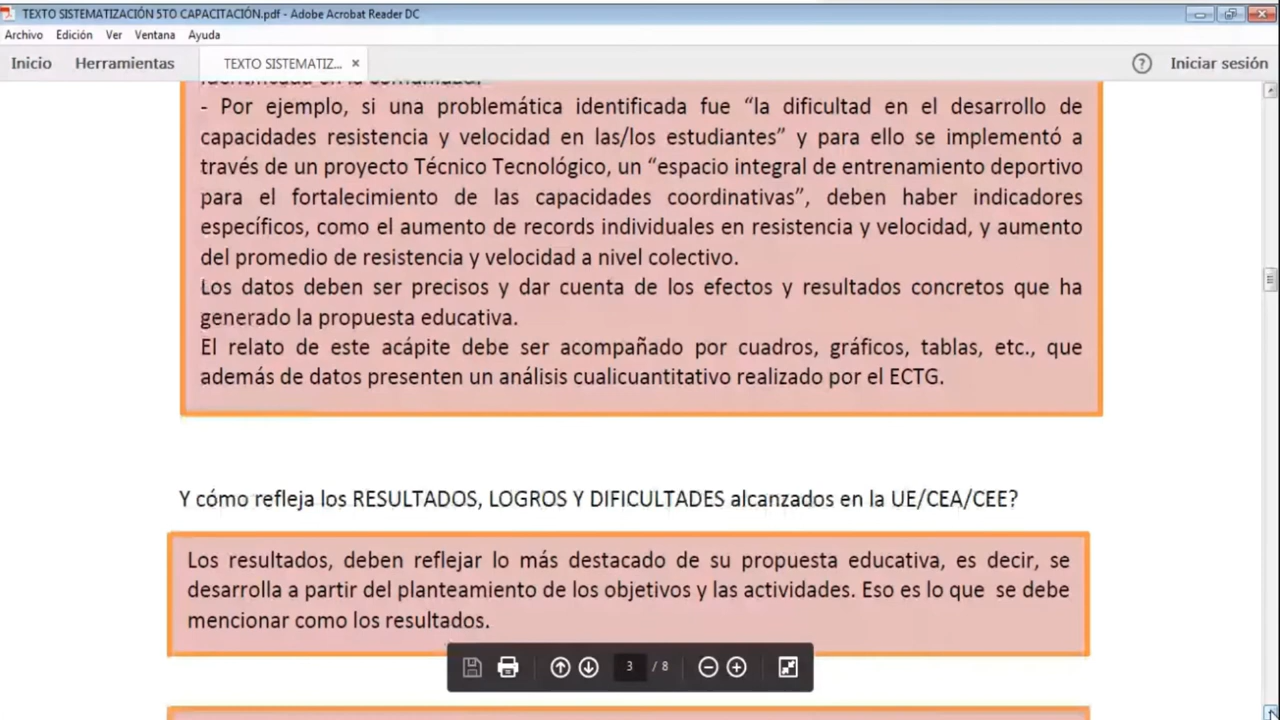 TEXTO SISTEMATIZACIÓN 5TO CAPACITACIÓN.pdf - Adobe Acrobat Reader DC
Archivo Edición Ver Ventana Ayuda
Inicio Herramientas TEXTO SISTEMATIZ... × ? Iniciar sesión
identificada en la comunidad.
- Por ejemplo, si una problemática identificada fue “la dificultad en el desarrollo de
capacidades resistencia y velocidad en las/los estudiantes” y para ello se implementó a
través de un proyecto Técnico Tecnológico, un “espacio integral de entrenamiento deportivo
para el fortalecimiento de las capacidades coordinativas”, deben haber indicadores
específicos, como el aumento de records individuales en resistencia y velocidad, y aumento
del promedio de resistencia y velocidad a nivel colectivo.
Los datos deben ser precisos y dar cuenta de los efectos y resultados concretos que ha
generado la propuesta educativa.
El relato de este acápite debe ser acompañado por cuadros, gráficos, tablas, etc., que
además de datos presenten un análisis cualicuantitativo realizado por el ECTG.
Y cómo refleja los RESULTADOS, LOGROS Y DIFICULTADES alcanzados en la UE/CEA/CEE?
Los resultados, deben reflejar lo más destacado de su propuesta educativa, es decir, se
desarrolla a partir del planteamiento de los objetivos y las actividades. Eso es lo que se debe
mencionar como los resultados.
3 / 8